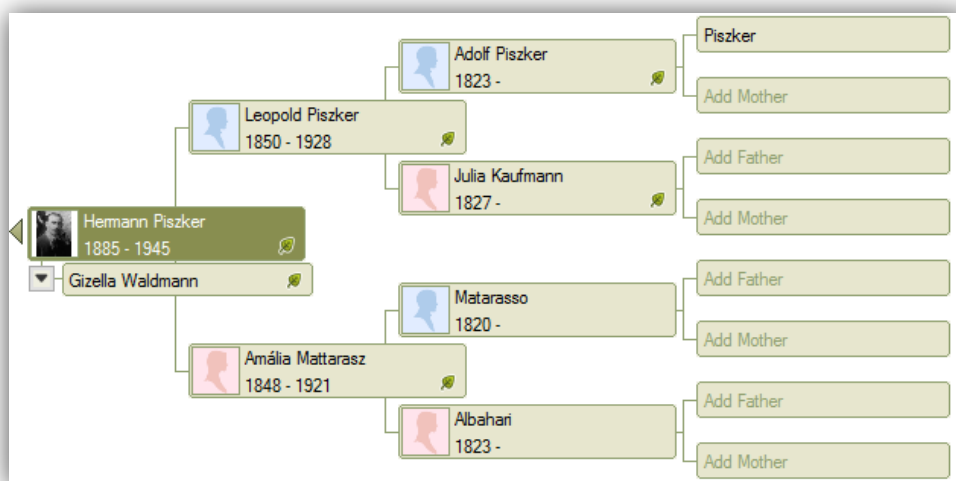 Piszker
Adolf Piszker
1823 -
Add Mother
Leopold Piszker
1850 - 1928
Add Father
Julia Kaufmann
1827 -
Add Mother
Hermann Piszker
1885 - 1945
Gizella Waldmann
Add Father
Matarasso
1820 -
Add Mother
Amália Mattarasz
1848 - 1921
Add Father
Albahari
1823 -
Add Mother